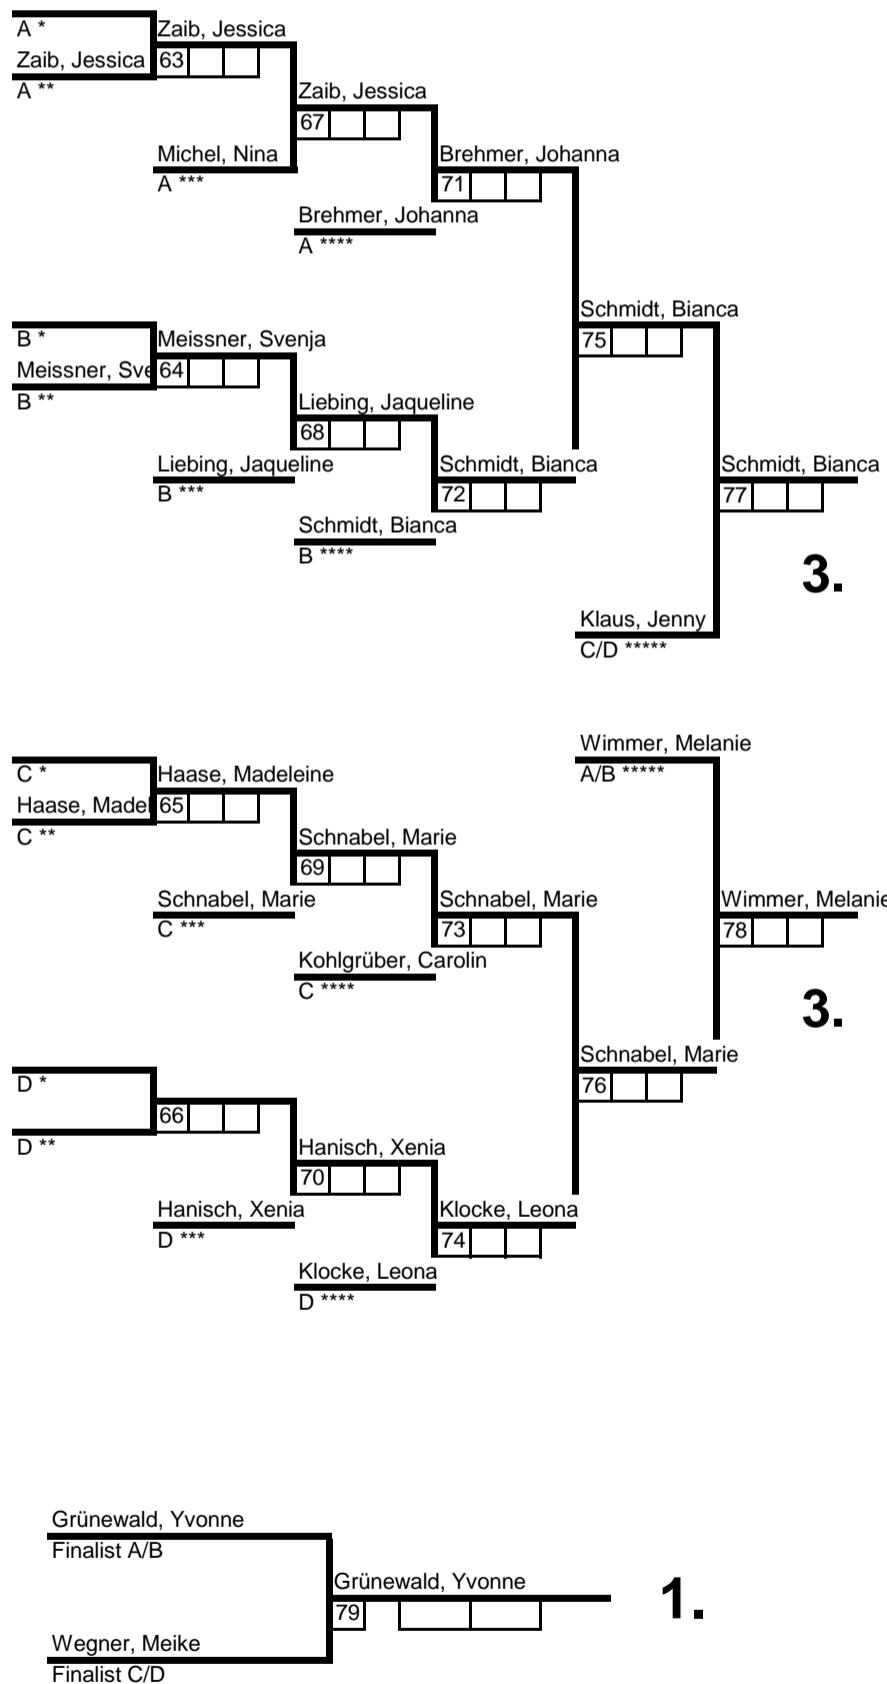 A *
Zaib, Jessica
Zaib, Jessica
63
A **
Zaib, Jessica
67
Michel, Nina
A ***
Brehmer, Johanna
71
Brehmer, Johanna
A ****
Schmidt, Bianca
75
B *
Meissner, Svenja
Meissner, Sve
64
B **
Liebing, Jaqueline
68
Liebing, Jaqueline
B ***
Schmidt, Bianca
72
Schmidt, Bianca
77
Schmidt, Bianca
B ****
3.
Klaus, Jenny
C/D *****
Wimmer, Melanie
A/B *****
C *
Haase, Madeleine
Haase, Madel
65
C **
Schnabel, Marie
69
Schnabel, Marie
C ***
Schnabel, Marie
73
Wimmer, Melanie
78
Kohlgrüber, Carolin
C ****
3.
Schnabel, Marie
76
D *
66
D **
Hanisch, Xenia
70
Hanisch, Xenia
D ***
Klocke, Leona
74
Klocke, Leona
D ****
Grünewald, Yvonne
Finalist A/B
Grünewald, Yvonne
79
1.
Wegner, Meike
Finalist C/D